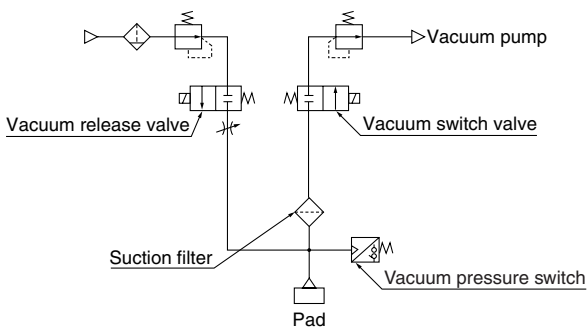 Vacuum pump
Vacuum release valve
Vacuum switch valve
Suction filter
Vacuum pressure switch
Pad